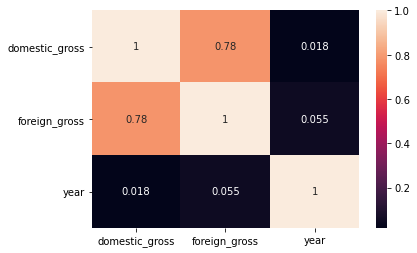 1.0
domestic_gross 1 0.78 0.018
0.8
foreign_gross 0.78 1 0.055
0.6
0.4
year 0.018 0.055 1
0.2
domestic_gross foreign_gross year